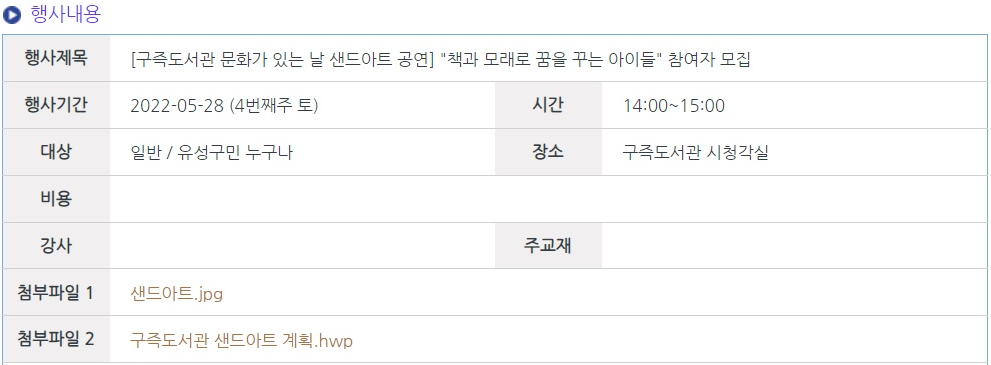 행사내용
행사제목 [구즉도서관 문화가 있는 날 샌드아트 공연] "책과 모래로 꿈을 꾸는 아이들" 참여자 모집
행사기간 2022-05-28 (4번째주 토) 시간 14:00~15:00
대상 일반 / 유성구민 누구나 장소 구즉도서관 시청각실
비용
강사 주교재
첨부파일 1 샌드아트.jpg
첨부파일 2 구즉도서관 샌드아트 계획.hwp